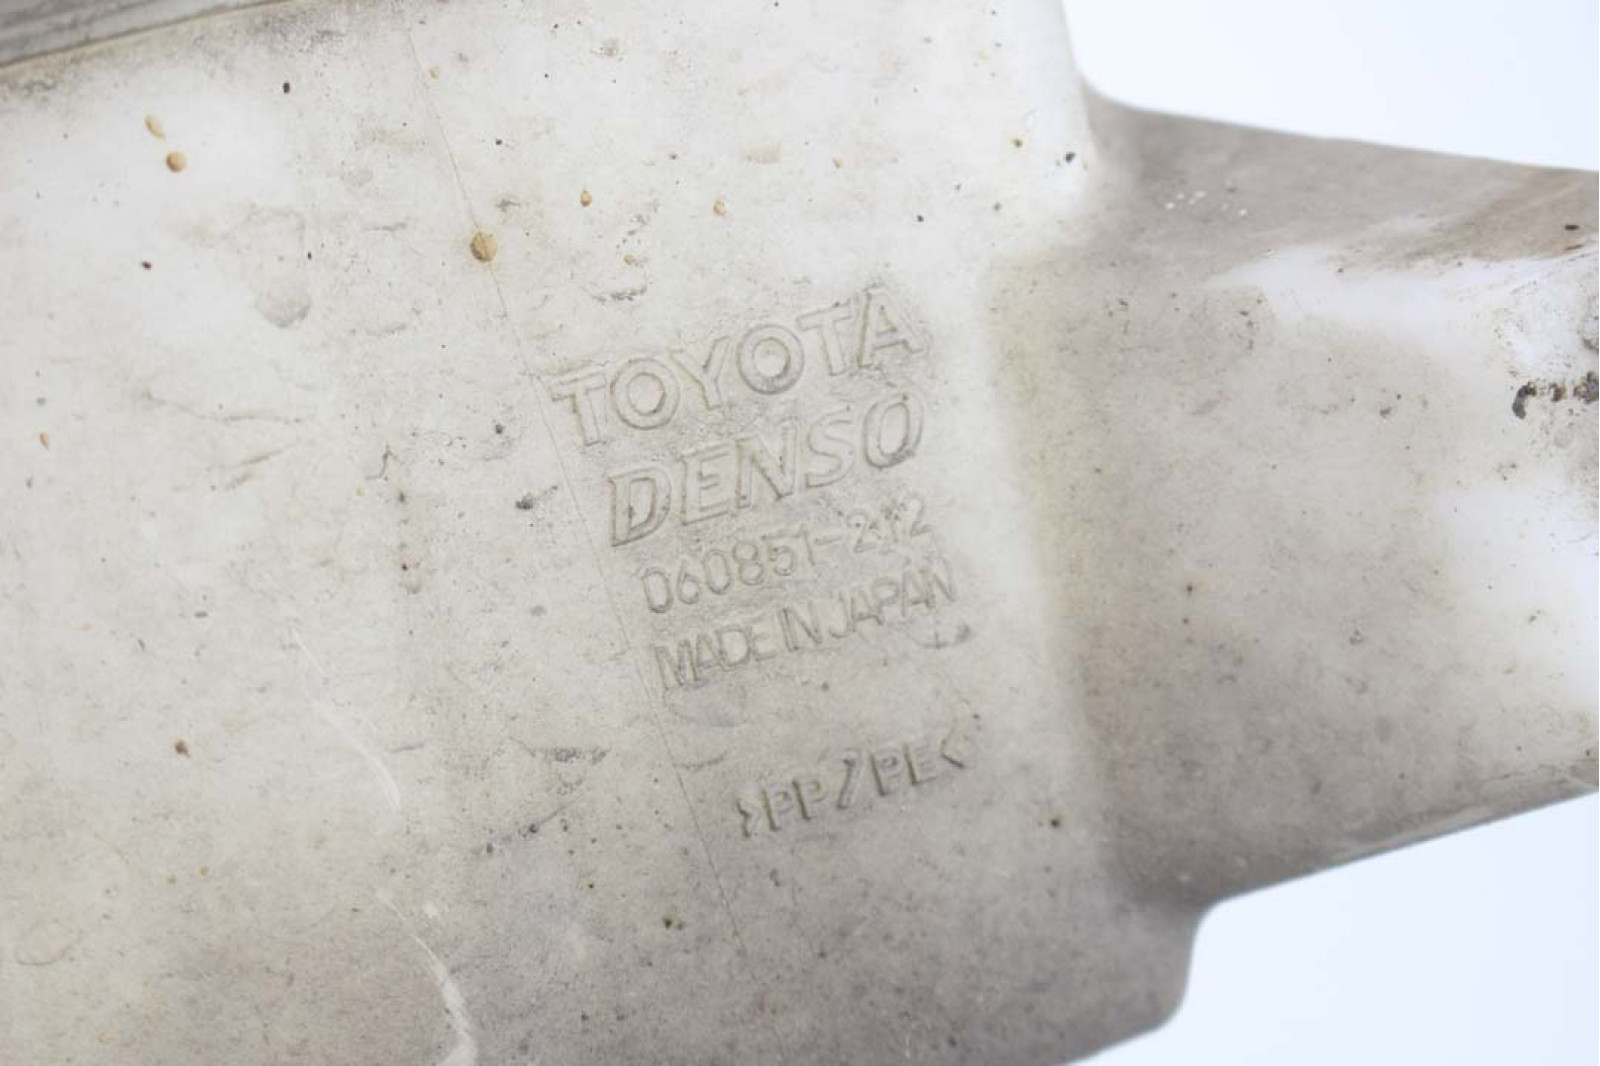 TOYOTA
DENSO
060851-212
MADE IN JAPAN
>PP/PE<